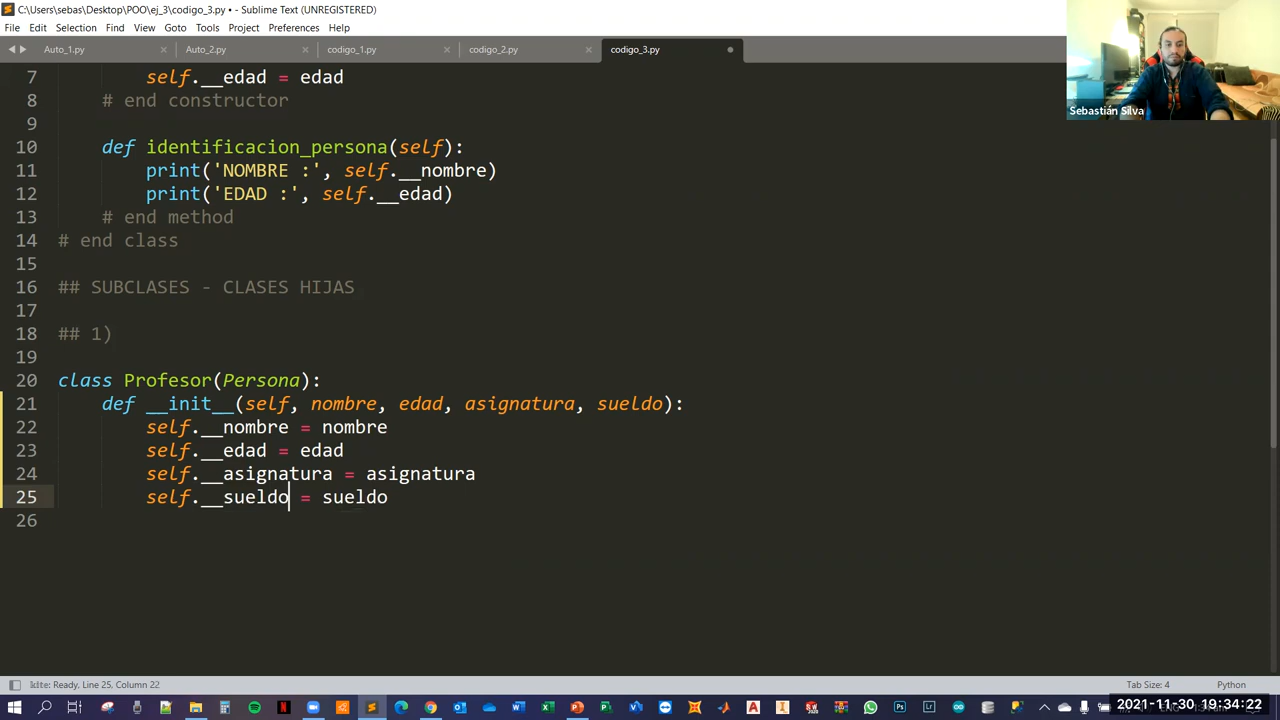 C:\Users\sebas\Desktop\POO\ej_3\codigo_3.py • - Sublime Text (UNREGISTERED)
File Edit Selection Find View Goto Tools Project Preferences Help
Auto_1.py Auto_2.py codigo_1.py codigo_2.py codigo_3.py
Sebastián Silva
7 self.__edad = edad
8 # end constructor
9
10 def identificacion_persona(self):
11 print('NOMBRE :', self.__nombre)
12 print('EDAD :', self.__edad)
13 # end method
14 # end class
15
16 ## SUBCLASES - CLASES HIJAS
17
18 ## 1)
19
20 class Profesor(Persona):
21 def __init__(self, nombre, edad, asignatura, sueldo):
22 self.__nombre = nombre
23 self.__edad = edad
24 self.__asignatura = asignatura
25 self.__sueldo = sueldo
26
Ready, Line 25, Column 22 Tab Size: 4 Python
2021-11-30 19:34:22